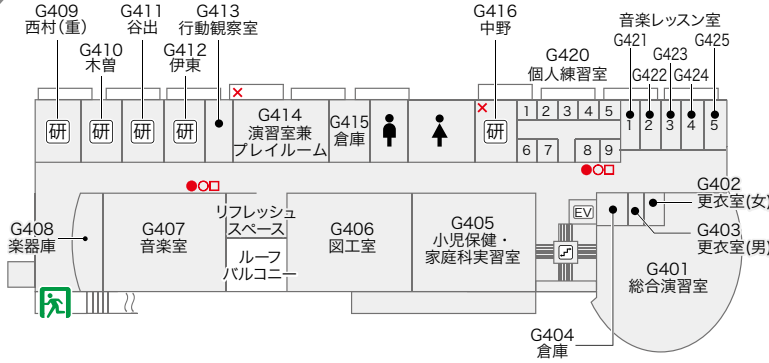 G409
西村(重)
G411
谷出
G413
行動観察室
G410
木曽
G412
伊東
G416
中野
音楽レッスン室
G421
G423
G425
G422
G424
G420
個人練習室
研
研
研
研
G414
演習室兼
プレイルーム
G415
倉庫
研
1 2 3 4 5
6 7 8 9
1 2 3 4 5
G408
楽器庫
G407
音楽室
リフレッシュ
スペース
ルーフ
バルコニー
G406
図工室
G405
小児保健・
家庭科実習室
EV
G402
更衣室(女)
G403
更衣室(男)
G401
総合演習室
G404
倉庫